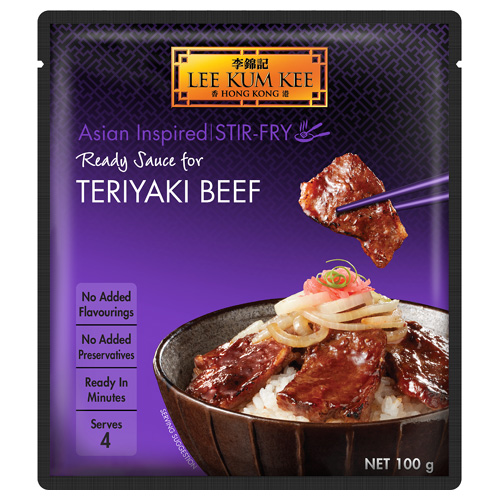 李錦記
LEE KUM KEE
香 HONG KONG 港
Asian Inspired|STIR-FRY
Ready Sauce for
TERIYAKI BEEF
No Added
Flavourings
No Added
Preservatives
Ready In
Minutes
Serves
4
SERVING SUGGESTION
NET 100 g